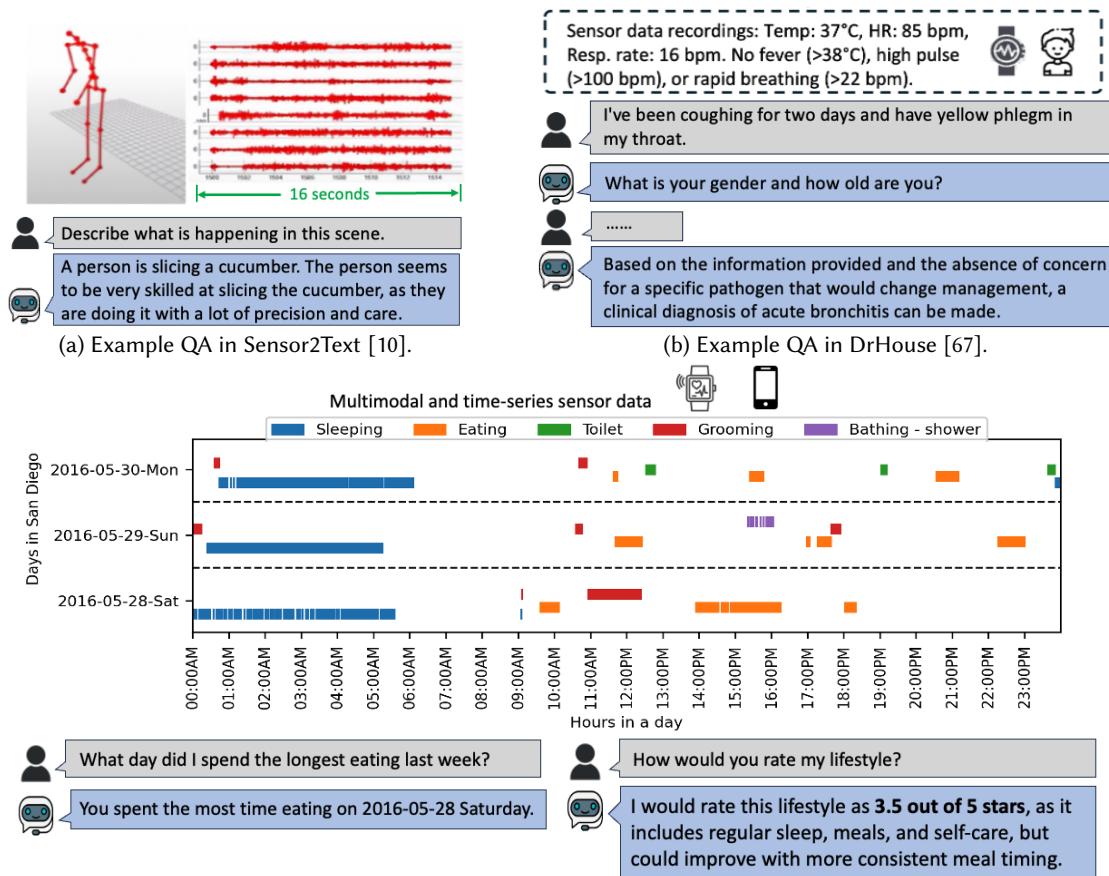 16 seconds
Describe what is happening in this scene.
A person is slicing a cucumber. The person seems
to be very skilled at slicing the cucumber, as they
are doing it with a lot of precision and care.
(a) Example QA in Sensor2Text [10].
Sensor data recordings: Temp: 37°C, HR: 85 bpm,
Resp. rate: 16 bpm. No fever (>38°C), high pulse
(>100 bpm), or rapid breathing (>22 bpm).
I've been coughing for two days and have yellow phlegm in
my throat.
What is your gender and how old are you?
......
Based on the information provided and the absence of concern
for a specific pathogen that would change management, a
clinical diagnosis of acute bronchitis can be made.
(b) Example QA in DrHouse [67].
Multimodal and time-series sensor data
Sleeping Eating Toilet Grooming Bathing - shower
Days in San Diego
2016-05-30-Mon
2016-05-29-Sun
2016-05-28-Sat
00:00AM 01:00AM 02:00AM 03:00AM 04:00AM 05:00AM 06:00AM 07:00AM 08:00AM 09:00AM 10:00AM 11:00AM 12:00PM 13:00PM 14:00PM 15:00PM 16:00PM 17:00PM 18:00PM 19:00PM 20:00PM 21:00PM 22:00PM 23:00PM
Hours in a day
What day did I spend the longest eating last week?
You spent the most time eating on 2016-05-28 Saturday.
How would you rate my lifestyle?
I would rate this lifestyle as 3.5 out of 5 stars, as it
includes regular sleep, meals, and self-care, but
could improve with more consistent meal timing.